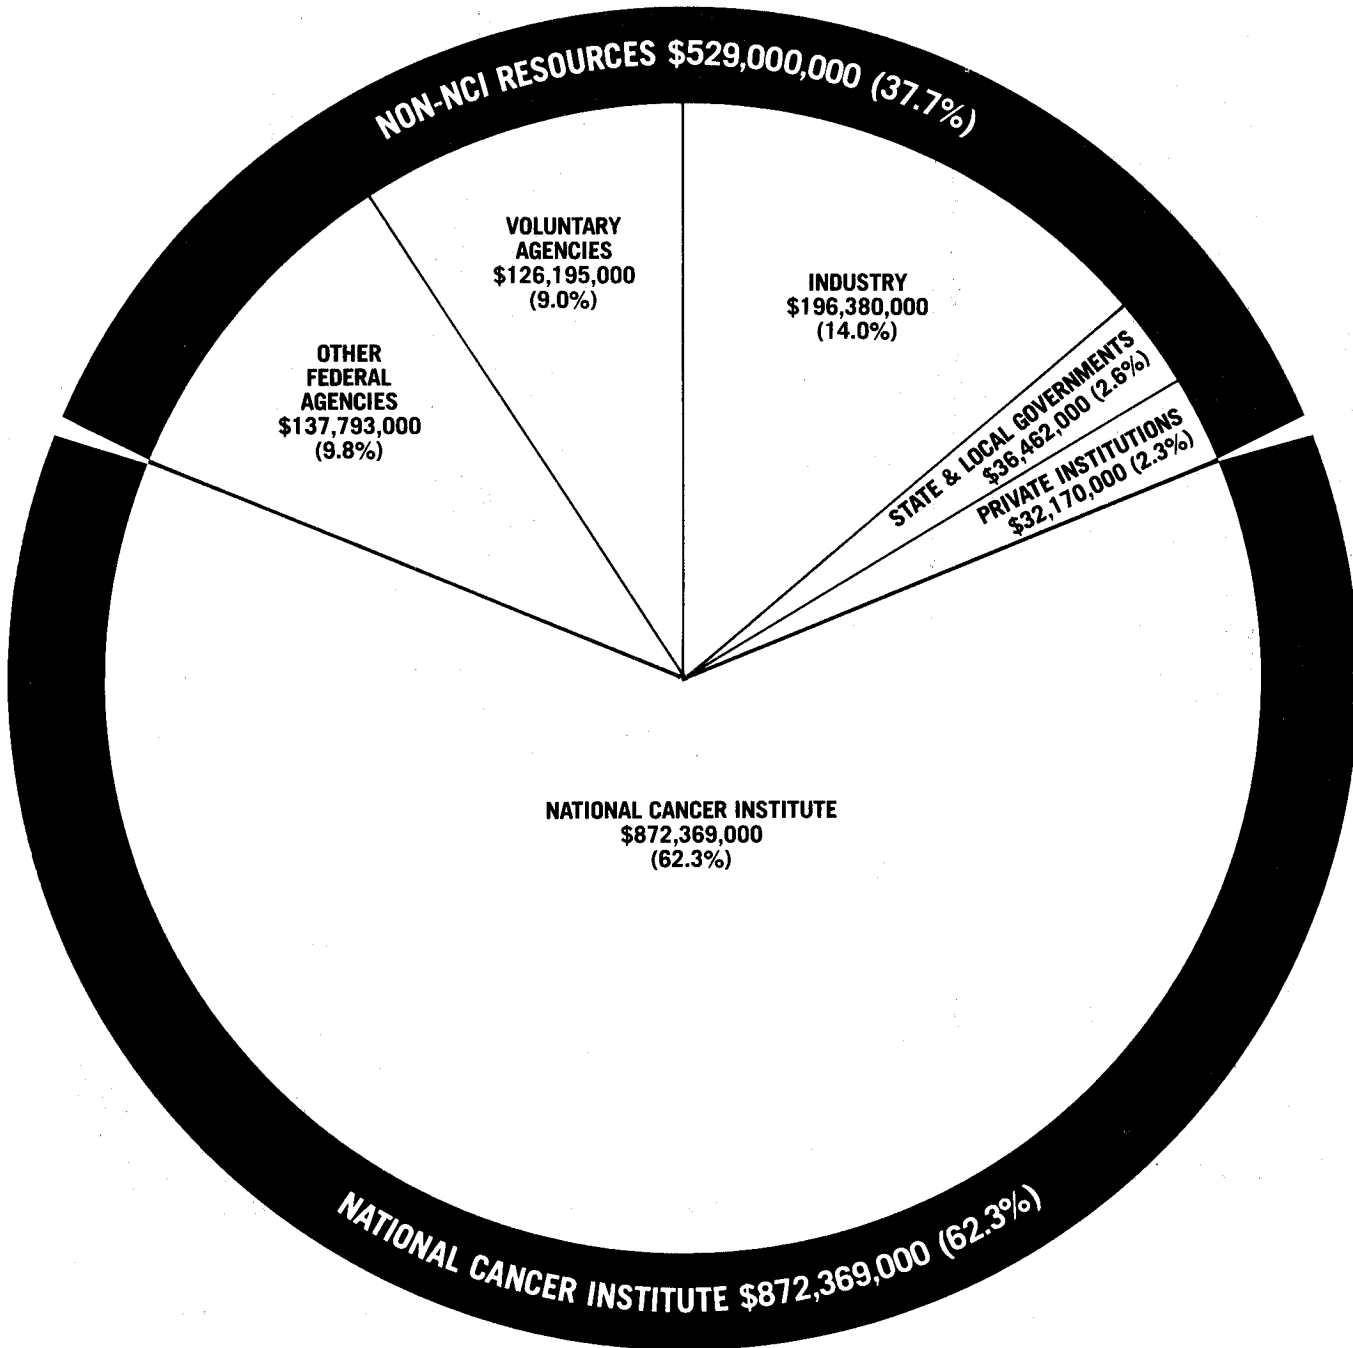 NON-NCI RESOURCES $529,000,000 (37.7%)
VOLUNTARY
AGENCIES
$126,195,000
(9.0%)
INDUSTRY
$196,380,000
(14.0%)
OTHER
FEDERAL
AGENCIES
$137,793,000
(9.8%)
STATE & LOCAL GOVERNMENTS
$36,462,000 (2.6%)
PRIVATE INSTITUTIONS
$32,170,000 (2.3%)
NATIONAL CANCER INSTITUTE
$872,369,000
(62.3%)
NATIONAL CANCER INSTITUTE $872,369,000 (62.3%)